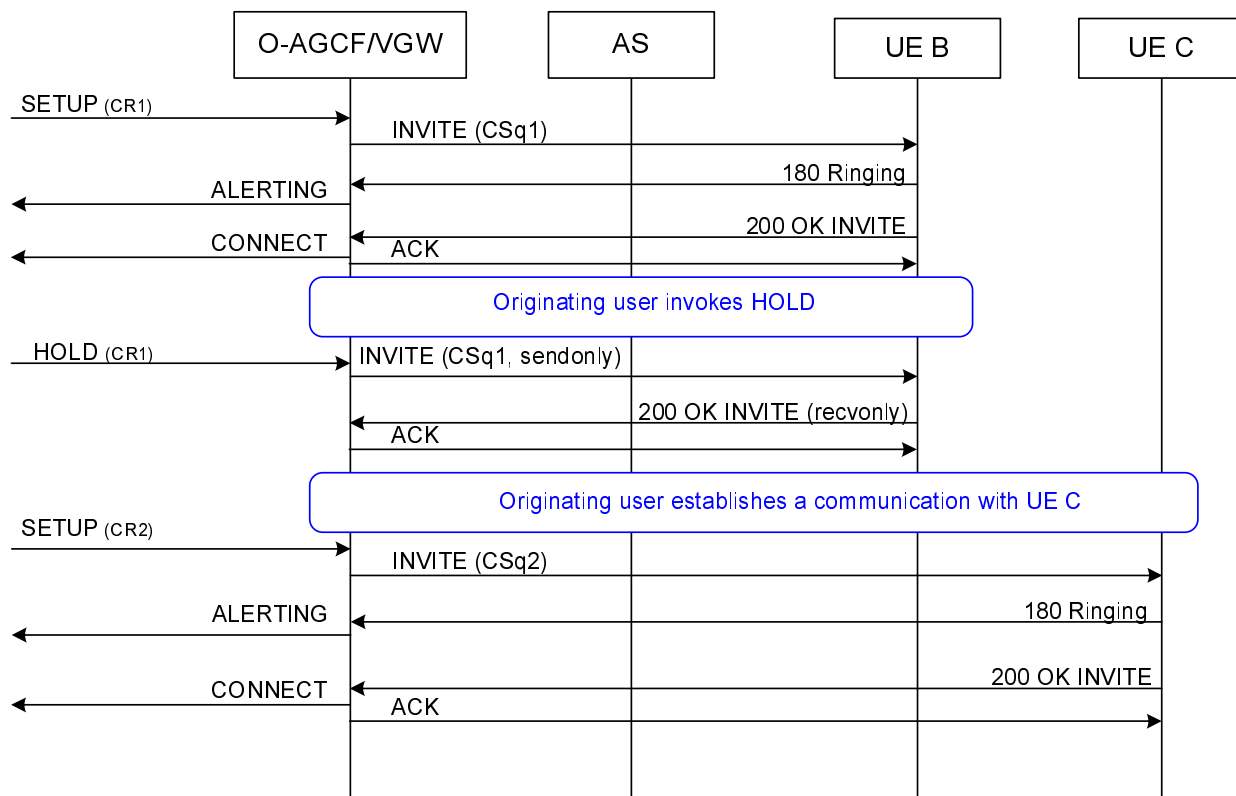 O-AGCF/VGW
AS
UE B
UE C
SETUP (CR1)
INVITE (CSq1)
180 Ringing
ALERTING
200 OK INVITE
CONNECT
ACK
Originating user invokes HOLD
HOLD (CR1)
INVITE (CSq1, sendonly)
200 OK INVITE (recvonly)
ACK
Originating user establishes a communication with UE C
SETUP (CR2)
INVITE (CSq2)
ALERTING
180 Ringing
200 OK INVITE
CONNECT
ACK